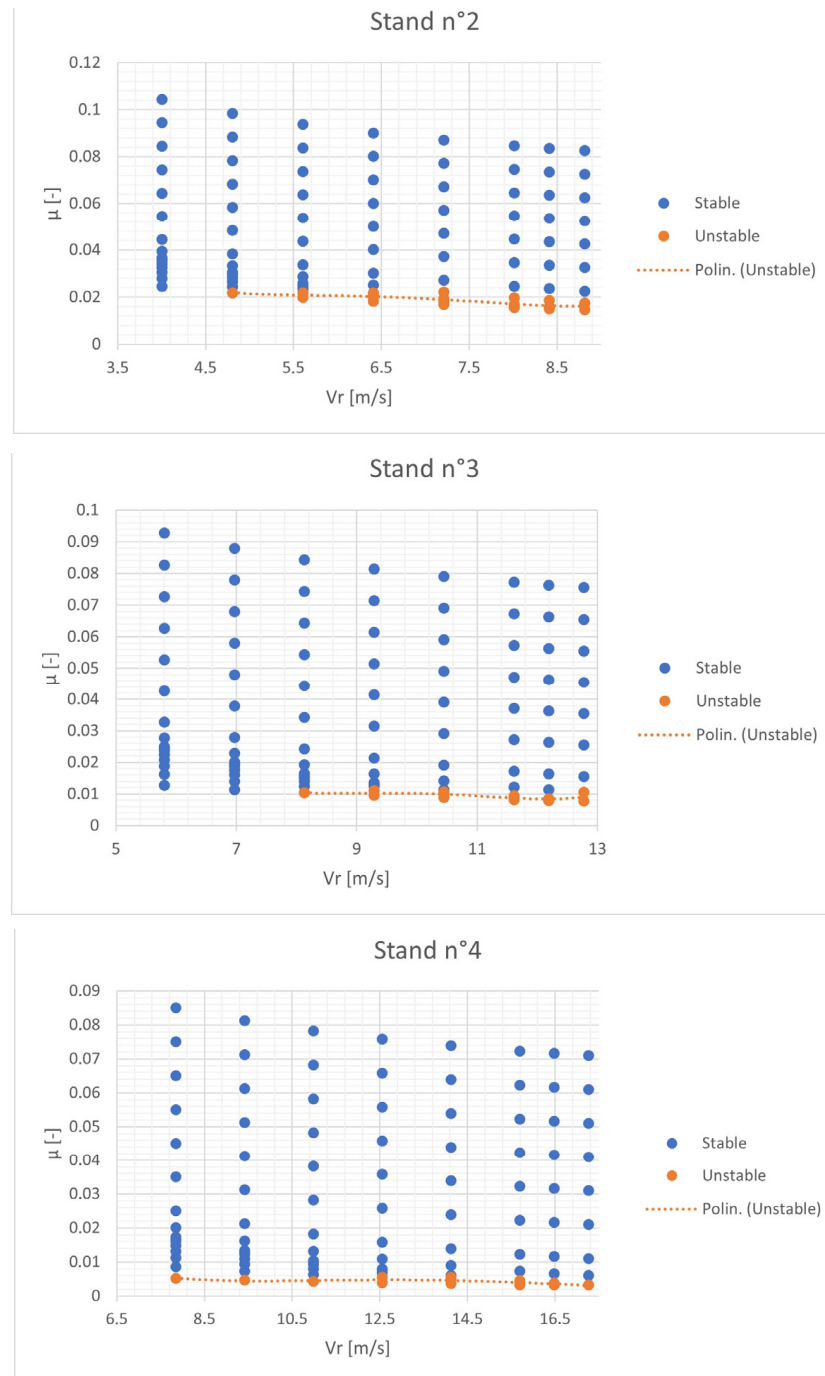 Stand n°2
0.12
0.1
0.08
0.06
0.04
0.02
0
μ [-]
3.5 4.5 5.5 6.5 7.5 8.5
Vr [m/s]
Stable
Unstable
Polin. (Unstable)
Stand n°3
0.1
0.09
0.08
0.07
0.06
0.05
0.04
0.03
0.02
0.01
0
μ [-]
5 7 9 11 13
Vr [m/s]
Stable
Unstable
Polin. (Unstable)
Stand n°4
0.09
0.08
0.07
0.06
0.05
0.04
0.03
0.02
0.01
0
μ [-]
6.5 8.5 10.5 12.5 14.5 16.5
Vr [m/s]
Stable
Unstable
Polin. (Unstable)